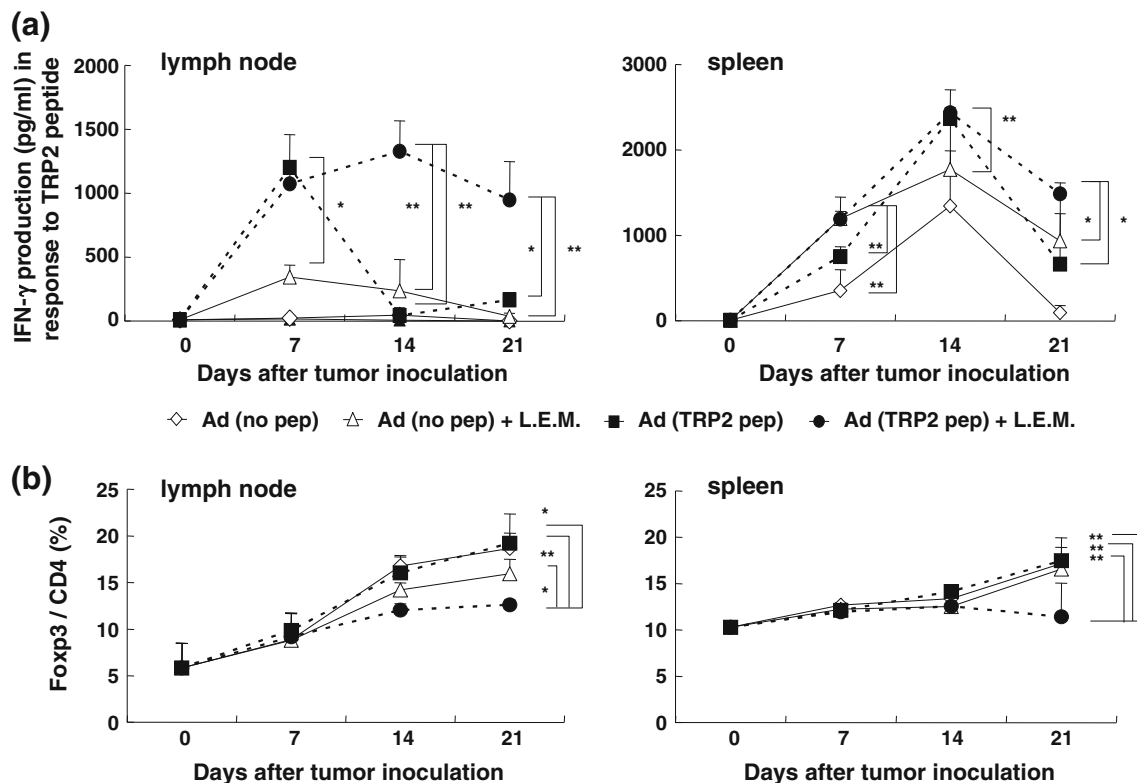 (a)
IFN-γ production (pg/ml) in
response to TRP2 peptide
lymph node
2000
1500
1000
500
0
* ** ** * **
0 7 14 21
Days after tumor inoculation
spleen
3000
2000
1000
0
** ** ** * *
0 7 14 21
Days after tumor inoculation
Ad (no pep) Ad (no pep) + L.E.M. Ad (TRP2 pep) Ad (TRP2 pep) + L.E.M.
(b)
Foxp3 / CD4 (%)
lymph node
25
20
15
10
5
0
*
**
*
0 7 14 21
Days after tumor inoculation
spleen
25
20
15
10
5
0
**
**
**
0 7 14 21
Days after tumor inoculation